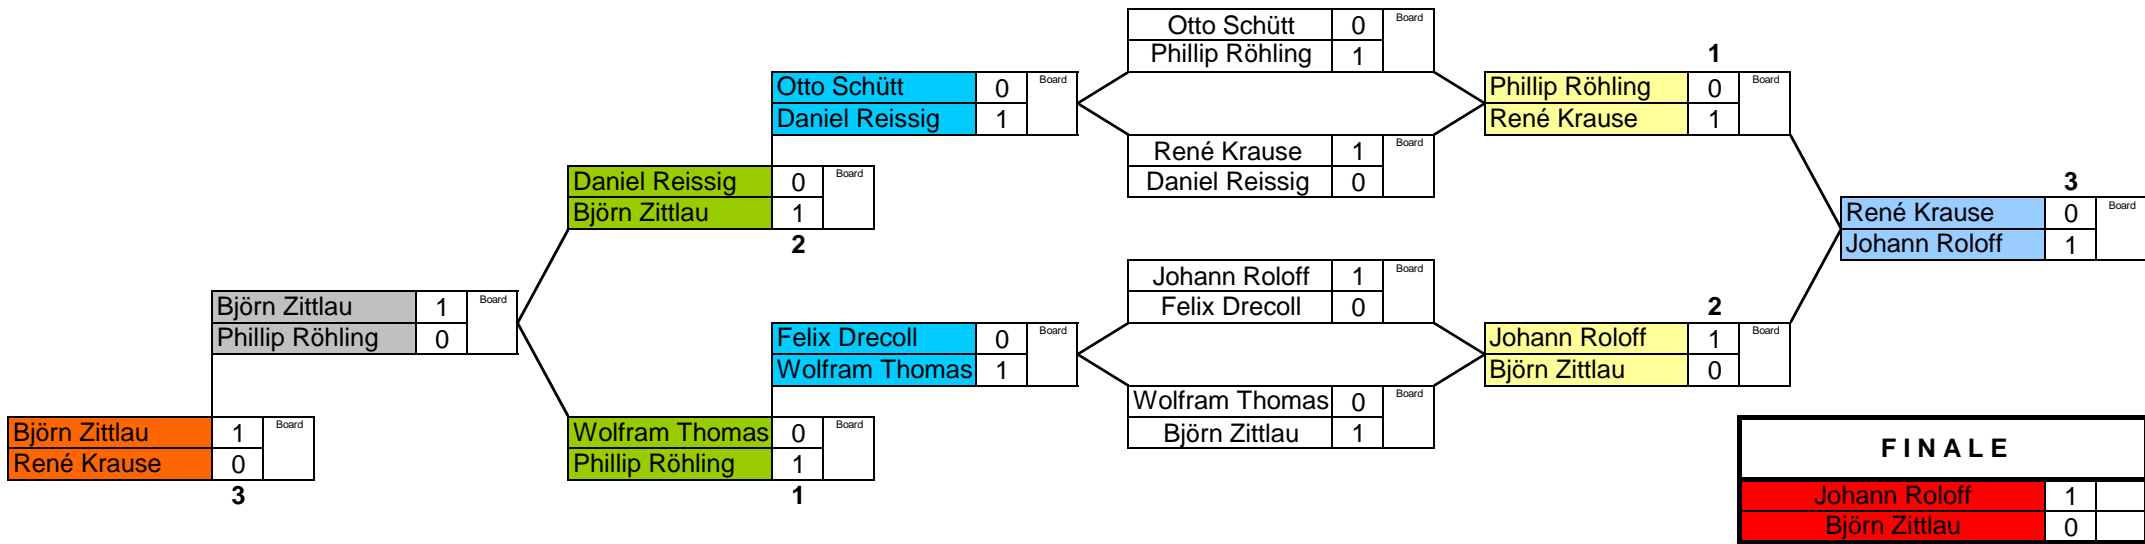 Otto Schütt 0 Board
Phillip Röhling 1
1
Otto Schütt 0 Board
Daniel Reissig 1
Phillip Röhling 0 Board
René Krause 1
René Krause 1 Board
Daniel Reissig 0
Daniel Reissig 0 Board
Björn Zittlau 1
2
3
René Krause 0 Board
Johann Roloff 1
Johann Roloff 1 Board
Felix Drecoll 0
Björn Zittlau 1 Board
Phillip Röhling 0
2
Felix Drecoll 0 Board
Wolfram Thomas 1
Johann Roloff 1 Board
Björn Zittlau 0
Wolfram Thomas 0 Board
Björn Zittlau 1
Björn Zittlau 1 Board
René Krause 0
3
Wolfram Thomas 0 Board
Phillip Röhling 1
1
F I N A L E
Johann Roloff 1
Björn Zittlau 0